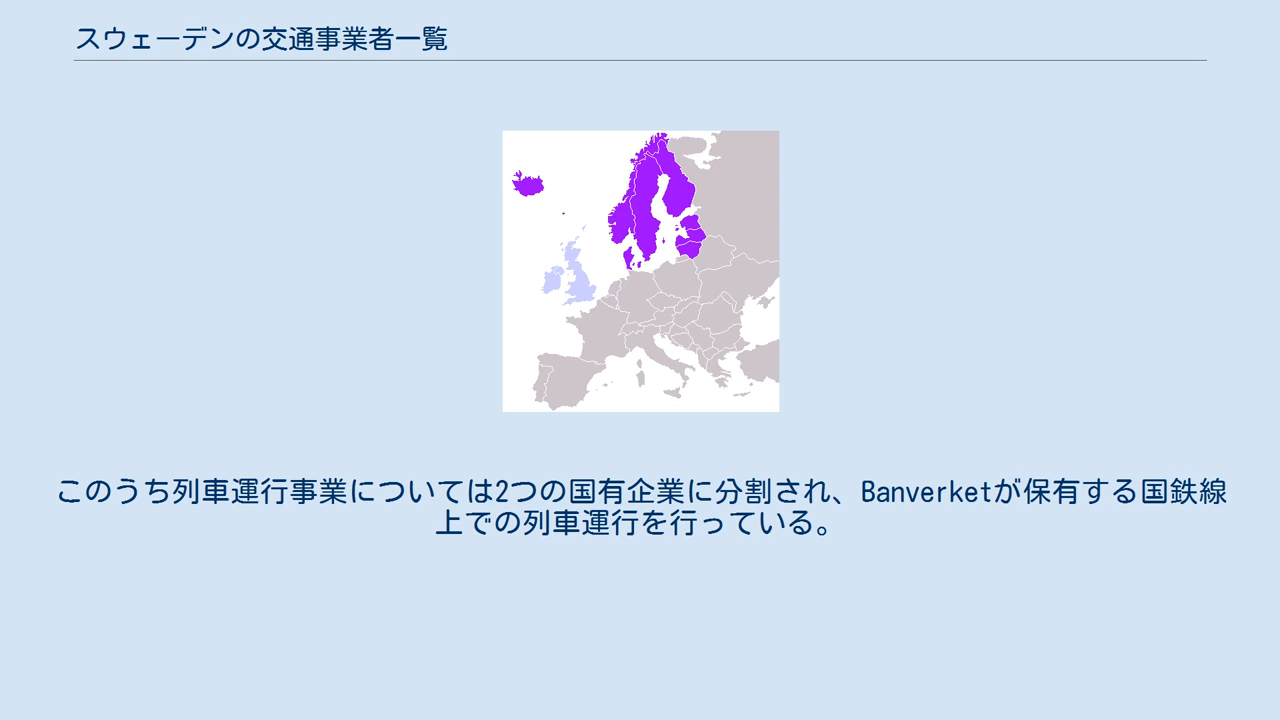 スウェーデンの交通事業者一覧
このうち列車運行事業については2つの国有企業に分割され、Banverketが保有する国鉄線
上での列車運行を行っている。